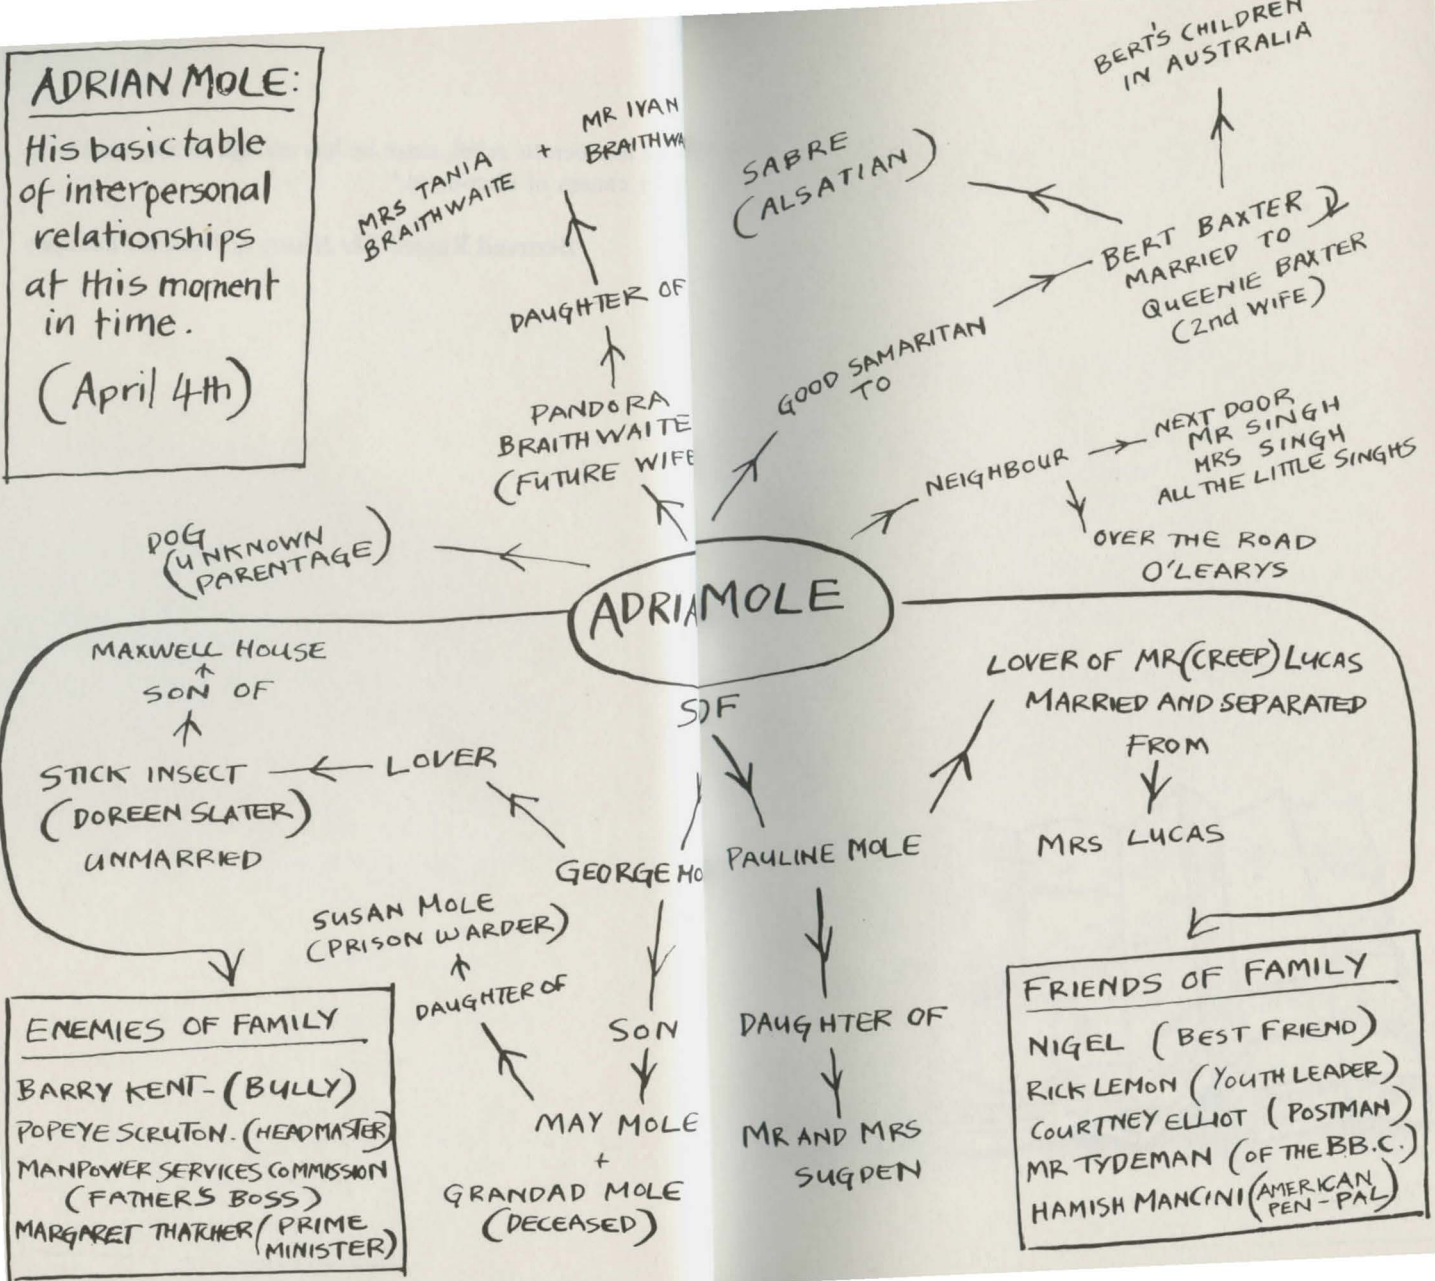 ADRIAN MOLE:
His basic table
of interpersonal
relationships
at this moment
in time.
(April 4th)
MRS TANIA
BRAITHWAITE
+
MR IVAN
BRAITHWA
DAUGHTER OF
PANDORA
BRAITHWAITE
(FUTURE WIFE
SABRE
(ALSATIAN)
BERT'S CHILDREN
IN AUSTRALIA
BERT BAXTER
MARRIED TO
QUEENIE BAXTER
(2nd WIFE)
GOOD SAMARITAN
TO
NEIGHBOUR
NEXT DOOR
MR SINGH
MRS SINGH
ALL THE LITTLE SINGHS
OVER THE ROAD
O'LEARYS
DOG
(UNKNOWN
PARENTAGE)
ADRIA MOLE
MAXWELL HOUSE
SON OF
STICK INSECT
(DOREEN SLATER)
UNMARRIED
LOVER
SOF
LOVER OF MR (CREEP) LUCAS
MARRIED AND SEPARATED
FROM
MRS LUCAS
GEORGE MO
PAULINE MOLE
SUSAN MOLE
(PRISON WARDER)
DAUGHTER OF
SON
MAY MOLE
+
GRANDAD MOLE
(DECEASED)
DAUGHTER OF
MR AND MRS
SUGDEN
ENEMIES OF FAMILY
BARRY KENT - (BULLY)
POPEYE SCRUTON. (HEADMASTER)
MANPOWER SERVICES COMMISSION
(FATHER'S BOSS)
MARGARET THATCHER (PRIME
MINISTER)
FRIENDS OF FAMILY
NIGEL (BEST FRIEND)
RICK LEMON (YOUTH LEADER)
COURTNEY ELLIOT (POSTMAN)
MR TYDEMAN (OF THE B.B.C.)
HAMISH MANCINI (AMERICAN
PEN-PAL)